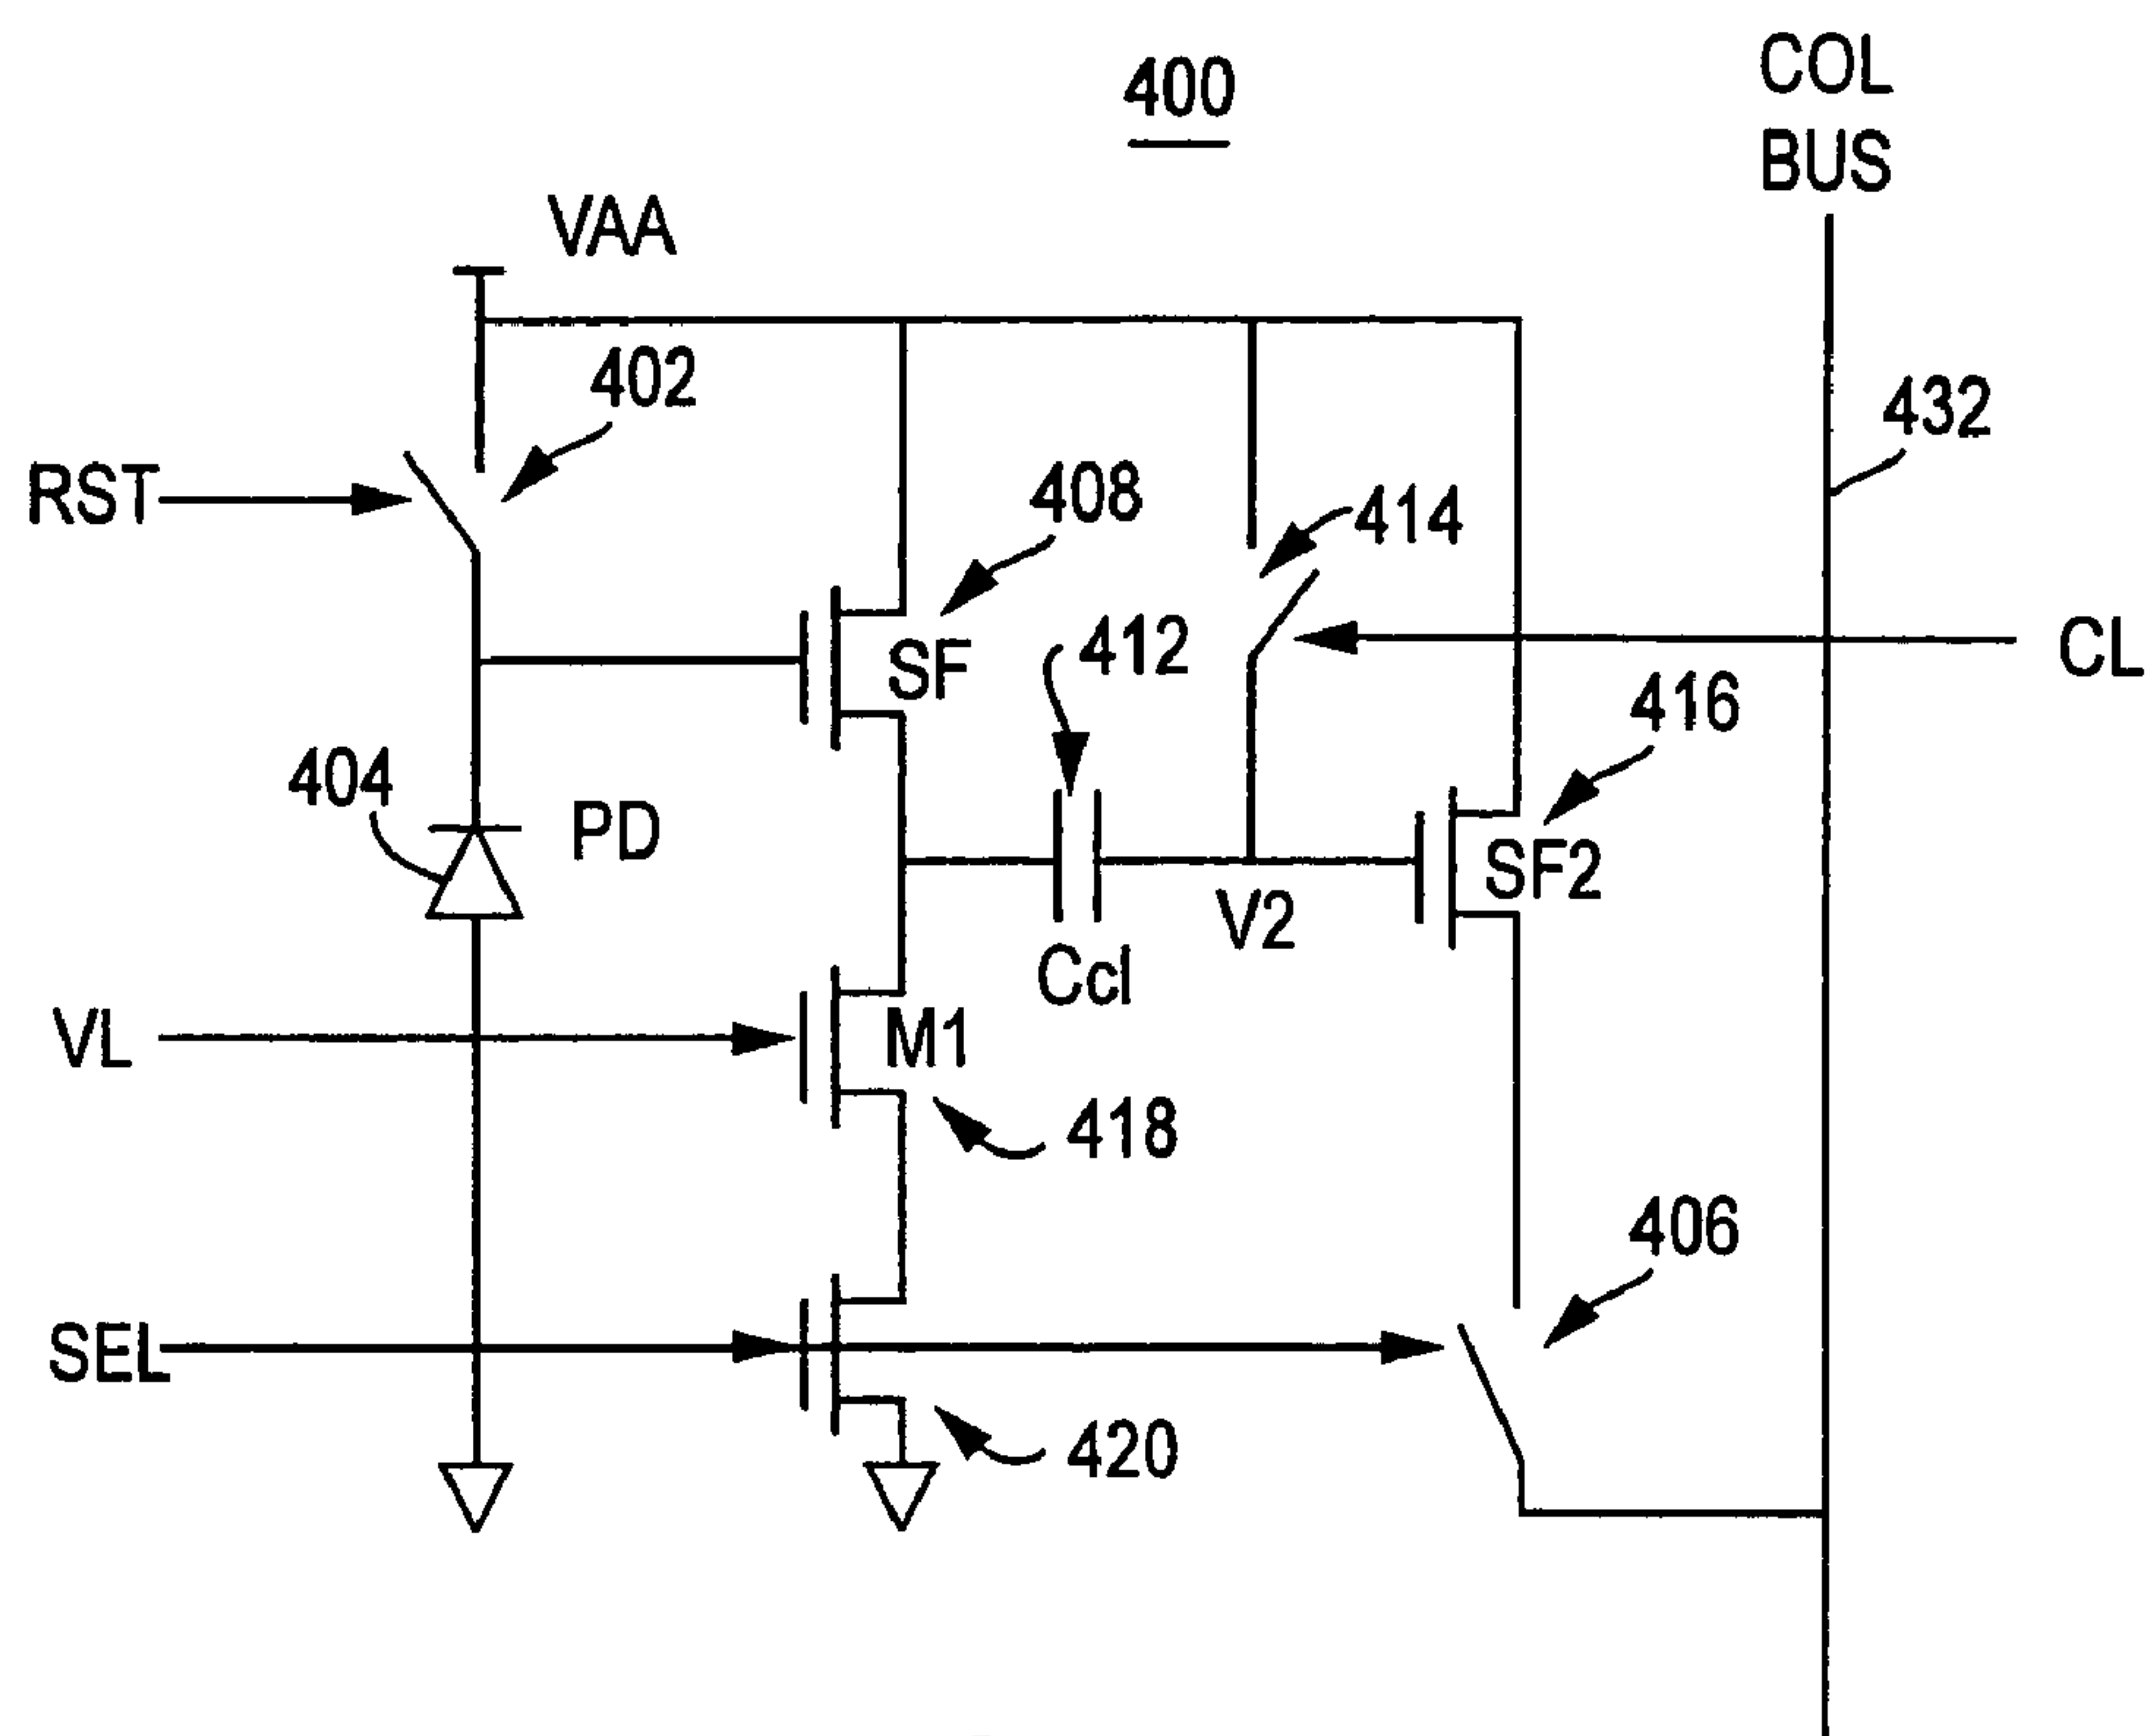 400
COL
BUS
VAA
402
432
RST
408
414
SF
412
CL
416
404
PD
SF2
V2
Ccl
VL
M1
418
406
SEL
420